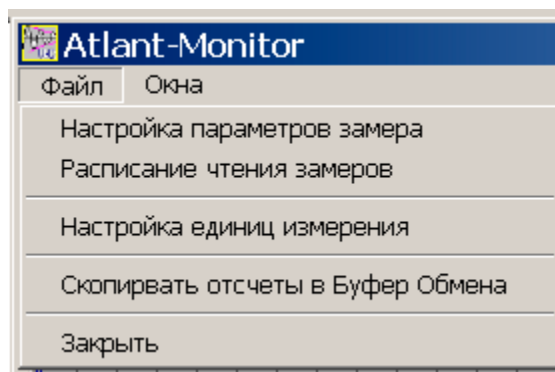 Atlant-Monitor
Файл Окна
Настройка параметров замера
Расписание чтения замеров
Настройка единиц измерения
Скопирвать отсчеты в Буфер Обмена
Закрыть